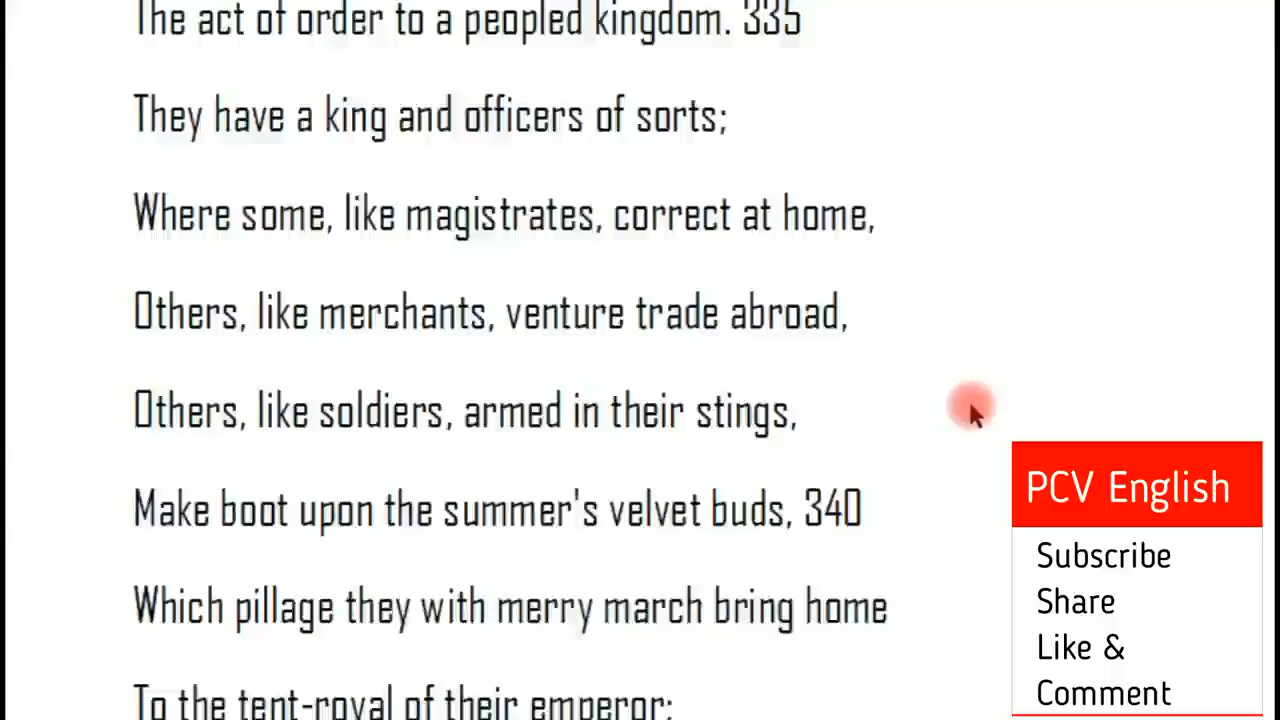 The act of order to a peopled kingdom. 335
They have a king and officers of sorts;
Where some, like magistrates, correct at home,
Others, like merchants, venture trade abroad,
Others, like soldiers, armed in their stings,
Make boot upon the summer's velvet buds, 340
Which pillage they with merry march bring home
To the tent-royal of their emperor;
PCV English
Subscribe
Share
Like &
Comment